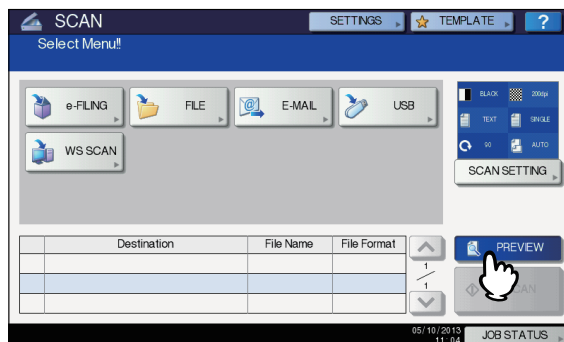 SCAN
SETTINGS
TEMPLATE
?
Select Menu!!
e-FILING
FILE
E-MAIL
USB
WS SCAN
BLACK
200dpi
TEXT
SINGLE
90
AUTO
SCAN SETTING
Destination
File Name
File Format
1
1
PREVIEW
05/10/2013
11:04
JOB STATUS